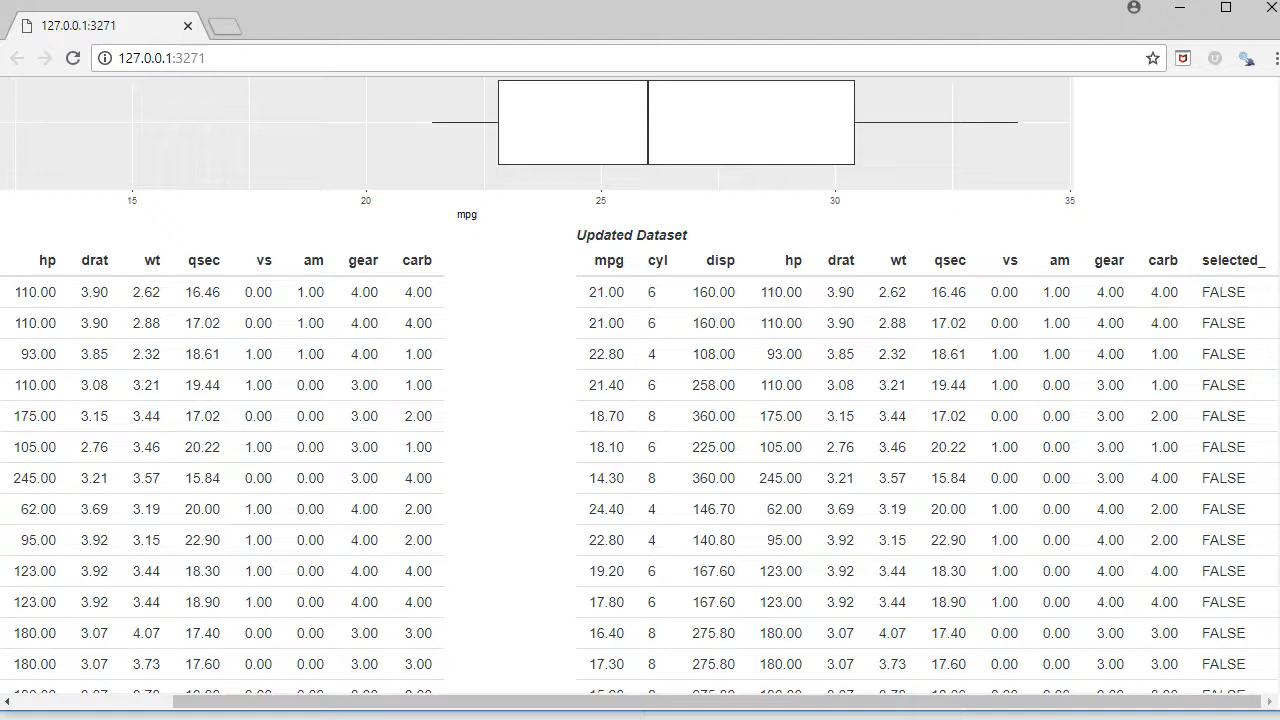 127.0.0.1:3271
127.0.0.1:3271
15 20 25 30 35
mpg
Updated Dataset
hp drat wt qsec vs am gear carb mpg cyl disp hp drat wt qsec vs am gear carb selected_
110.00 3.90 2.62 16.46 0.00 1.00 4.00 4.00 21.00 6 160.00 110.00 3.90 2.62 16.46 0.00 1.00 4.00 4.00 FALSE
110.00 3.90 2.88 17.02 0.00 1.00 4.00 4.00 21.00 6 160.00 110.00 3.90 2.88 17.02 0.00 1.00 4.00 4.00 FALSE
93.00 3.85 2.32 18.61 1.00 1.00 4.00 1.00 22.80 4 108.00 93.00 3.85 2.32 18.61 1.00 1.00 4.00 1.00 FALSE
110.00 3.08 3.21 19.44 1.00 0.00 3.00 1.00 21.40 6 258.00 110.00 3.08 3.21 19.44 1.00 0.00 3.00 1.00 FALSE
175.00 3.15 3.44 17.02 0.00 0.00 3.00 2.00 18.70 8 360.00 175.00 3.15 3.44 17.02 0.00 0.00 3.00 2.00 FALSE
105.00 2.76 3.46 20.22 1.00 0.00 3.00 1.00 18.10 6 225.00 105.00 2.76 3.46 20.22 1.00 0.00 3.00 1.00 FALSE
245.00 3.21 3.57 15.84 0.00 0.00 3.00 4.00 14.30 8 360.00 245.00 3.21 3.57 15.84 0.00 0.00 3.00 4.00 FALSE
62.00 3.69 3.19 20.00 1.00 0.00 4.00 2.00 24.40 4 146.70 62.00 3.69 3.19 20.00 1.00 0.00 4.00 2.00 FALSE
95.00 3.92 3.15 22.90 1.00 0.00 4.00 2.00 22.80 4 140.80 95.00 3.92 3.15 22.90 1.00 0.00 4.00 2.00 FALSE
123.00 3.92 3.44 18.30 1.00 0.00 4.00 4.00 19.20 6 167.60 123.00 3.92 3.44 18.30 1.00 0.00 4.00 4.00 FALSE
123.00 3.92 3.44 18.90 1.00 0.00 4.00 4.00 17.80 6 167.60 123.00 3.92 3.44 18.90 1.00 0.00 4.00 4.00 FALSE
180.00 3.07 4.07 17.40 0.00 0.00 3.00 3.00 16.40 8 275.80 180.00 3.07 4.07 17.40 0.00 0.00 3.00 3.00 FALSE
180.00 3.07 3.73 17.60 0.00 0.00 3.00 3.00 17.30 8 275.80 180.00 3.07 3.73 17.60 0.00 0.00 3.00 3.00 FALSE